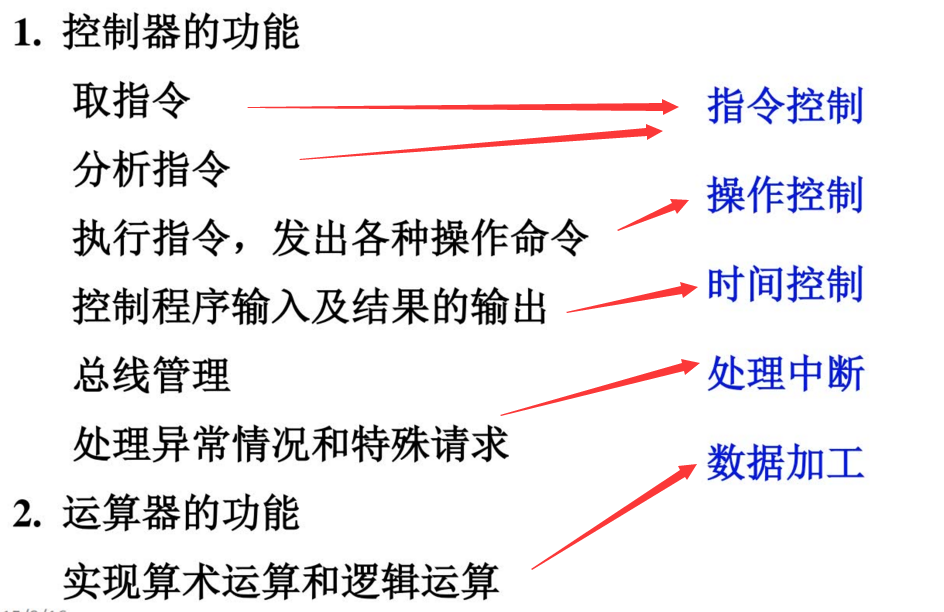 1. 控制器的功能
取指令
指令控制
分析指令
操作控制
执行指令，发出各种操作命令
时间控制
控制程序输入及结果的输出
总线管理
处理中断
处理异常情况和特殊请求
数据加工
2. 运算器的功能
实现算术运算和逻辑运算